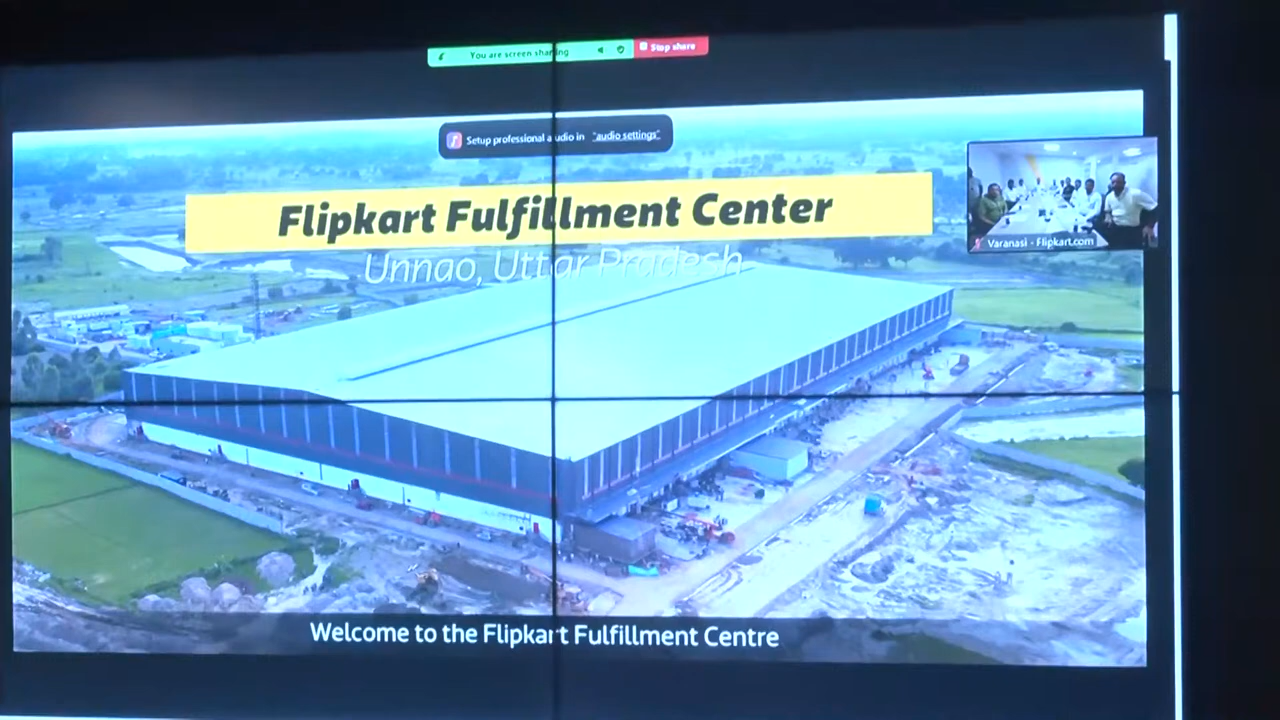 You are screen sharing
Stop share
Setup professional audio in "audio settings"
Flipkart Fulfillment Center
Unnao, Uttar Pradesh
Varanasi - Flipkart.com
Welcome to the Flipkart Fulfillment Centre